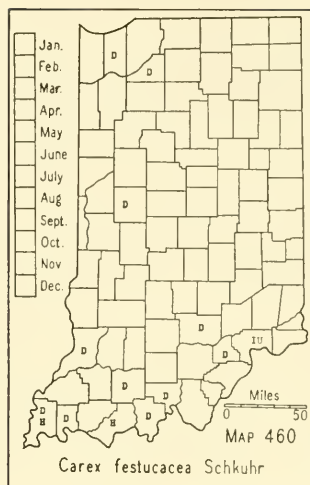 Jan.
Feb.
Mar.
Apr.
May
June
July
Aug
Sept.
Oct.
Nov
Dec.
D
D
D
D
IU
D
D
D
D
D
D
H
D
H
Miles
0 50
MAP 460
Carex festucacea Schkuhr